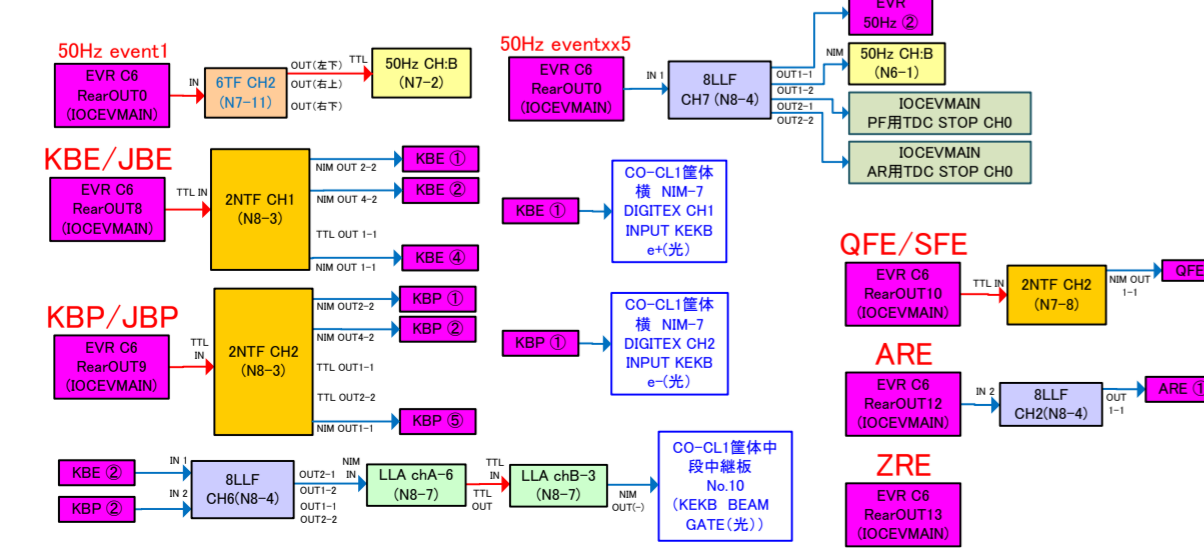 50Hz event1
EVR C6
RearOUT0
(IOCEVMAIN)
IN
6TF CH2
(N7-11)
OUT(左下)
TTL
OUT(右上)
OUT(右下)
50Hz CH:B
(N7-2)
50Hz eventxx5
EVR C6
RearOUT0
(IOCEVMAIN)
IN 1
8LLF
CH7 (N8-4)
OUT1-1
OUT1-2
OUT2-1
OUT2-2
EVR
50Hz ②
NIM
50Hz CH:B
(N6-1)
IOCEVMAIN
PF用TDC STOP CH0
IOCEVMAIN
AR用TDC STOP CH0
KBE/JBE
EVR C6
RearOUT8
(IOCEVMAIN)
TTL IN
2NTF CH1
(N8-3)
NIM OUT 2-2
NIM OUT 4-2
TTL OUT 1-1
NIM OUT 1-1
KBE ①
KBE ②
KBE ④
KBE ①
CO-CL1筐体
横 NIM-7
DIGITEX CH1
INPUT KEKB
e+(光)
KBP/JBP
EVR C6
RearOUT9
(IOCEVMAIN)
TTL
IN
2NTF CH2
(N8-3)
NIM OUT2-2
NIM OUT4-2
TTL OUT1-1
TTL OUT2-2
NIM OUT1-1
KBP ①
KBP ②
KBP ⑤
KBP ①
CO-CL1筐体
横 NIM-7
DIGITEX CH2
INPUT KEKB
e-(光)
QFE/SFE
EVR C6
RearOUT10
(IOCEVMAIN)
TTL IN
2NTF CH2
(N7-8)
NIM OUT
1-1
QFE
ARE
EVR C6
RearOUT12
(IOCEVMAIN)
IN 2
8LLF
CH2(N8-4)
OUT
1-1
ARE ①
KBE ②
KBP ②
IN 1
IN 2
8LLF
CH6(N8-4)
OUT2-1
OUT1-2
OUT1-1
OUT2-2
NIM
IN
LLA chA-6
(N8-7)
TTL
OUT
TTL
IN
LLA chB-3
(N8-7)
NIM
OUT(-)
CO-CL1筐体中
段中継板
No.10
(KEKB BEAM
GATE(光))
ZRE
EVR C6
RearOUT13
(IOCEVMAIN)